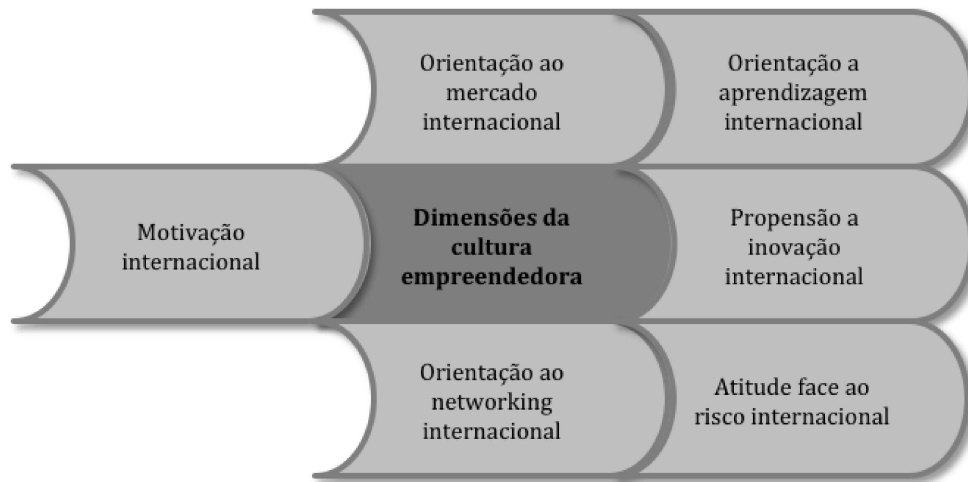 Orientação ao
mercado
internacional
Orientação a
aprendizagem
internacional
Motivação
internacional
Dimensões da
cultura
empreendedora
Propensão a
inovação
internacional
Orientação ao
networking
internacional
Atitude face ao
risco internacional